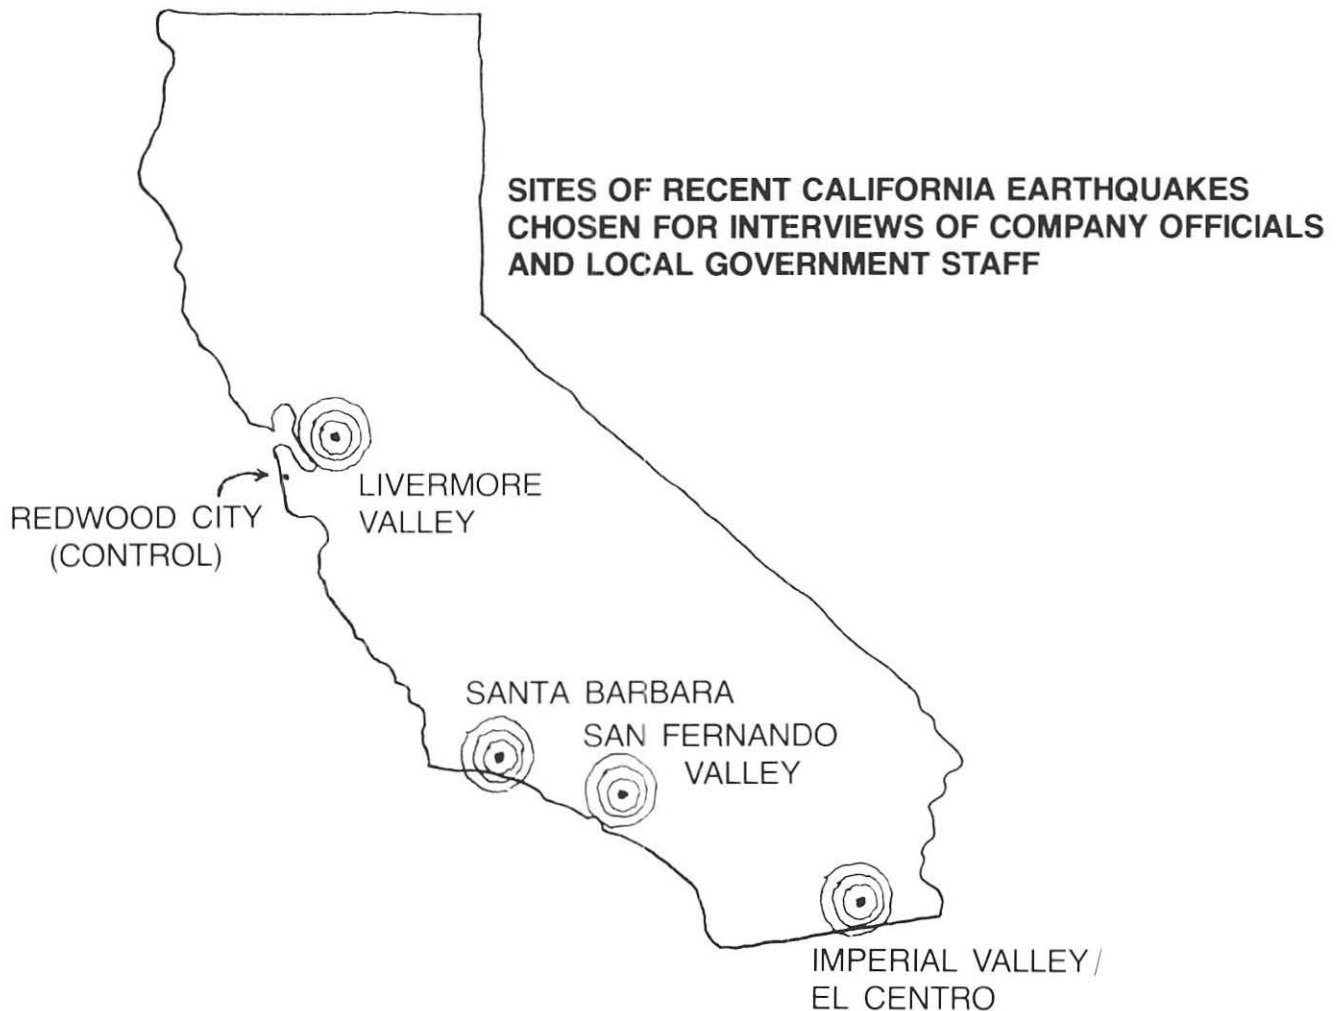 SITES OF RECENT CALIFORNIA EARTHQUAKES
CHOSEN FOR INTERVIEWS OF COMPANY OFFICIALS
AND LOCAL GOVERNMENT STAFF
LIVERMORE
VALLEY
REDWOOD CITY
(CONTROL)
SANTA BARBARA
SAN FERNANDO
VALLEY
IMPERIAL VALLEY/
EL CENTRO